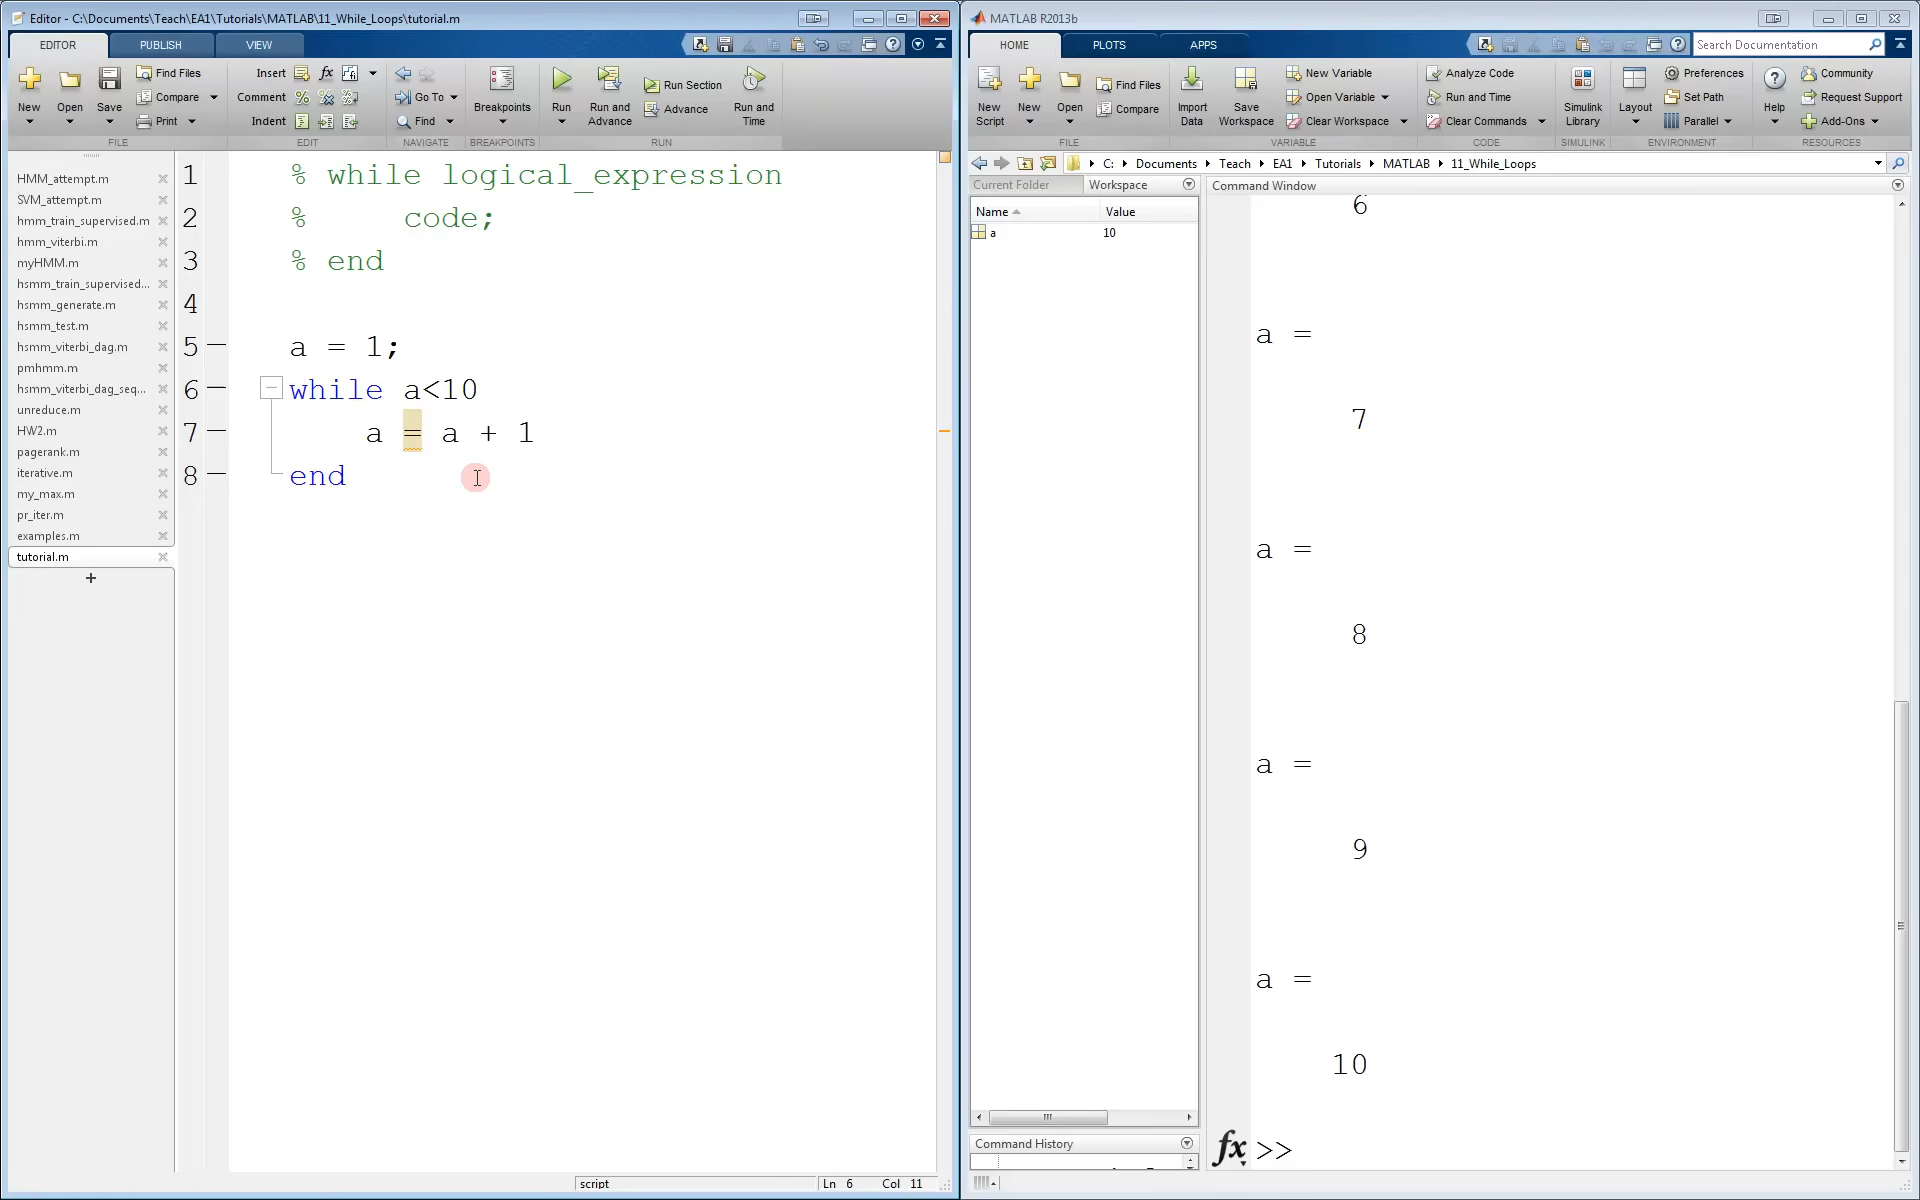 Editor - C:\Documents\Teach\EA1\Tutorials\MATLAB\11_While_Loops\tutorial.m
EDITOR PUBLISH VIEW
New Open Save
Find Files
Compare
Print
FILE
Insert fx
Comment
Indent
EDIT
Go To
Find
NAVIGATE
Breakpoints
BREAKPOINTS
Run
Run and Advance
Run Section
Advance
Run and Time
RUN
HMM_attempt.m
SVM_attempt.m
hmm_train_supervised.m
hmm_viterbi.m
myHMM.m
hsmm_train_supervised...
hsmm_generate.m
hsmm_test.m
hsmm_viterbi_dag.m
pmhmm.m
hsmm_viterbi_dag_seq...
unreduce.m
HW2.m
pagerank.m
iterative.m
my_max.m
pr_iter.m
examples.m
tutorial.m
+
1 % while logical_expression
2 % code;
3 % end
4
5 a = 1;
6 while a<10
7 a = a + 1
8 end
script Ln 6 Col 11
MATLAB R2013b
HOME PLOTS APPS
Search Documentation
New Script
New
Open
Find Files
Compare
FILE
Import Data
Save Workspace
New Variable
Open Variable
Clear Workspace
VARIABLE
Analyze Code
Run and Time
Clear Commands
CODE
Simulink Library
SIMULINK
Layout
Preferences
Set Path
Parallel
ENVIRONMENT
Help
Community
Request Support
Add-Ons
RESOURCES
C: Documents Teach EA1 Tutorials MATLAB 11_While_Loops
Current Folder Workspace
Name Value
a 10
Command History
Command Window
6
a =
7
a =
8
a =
9
a =
10
fx >>